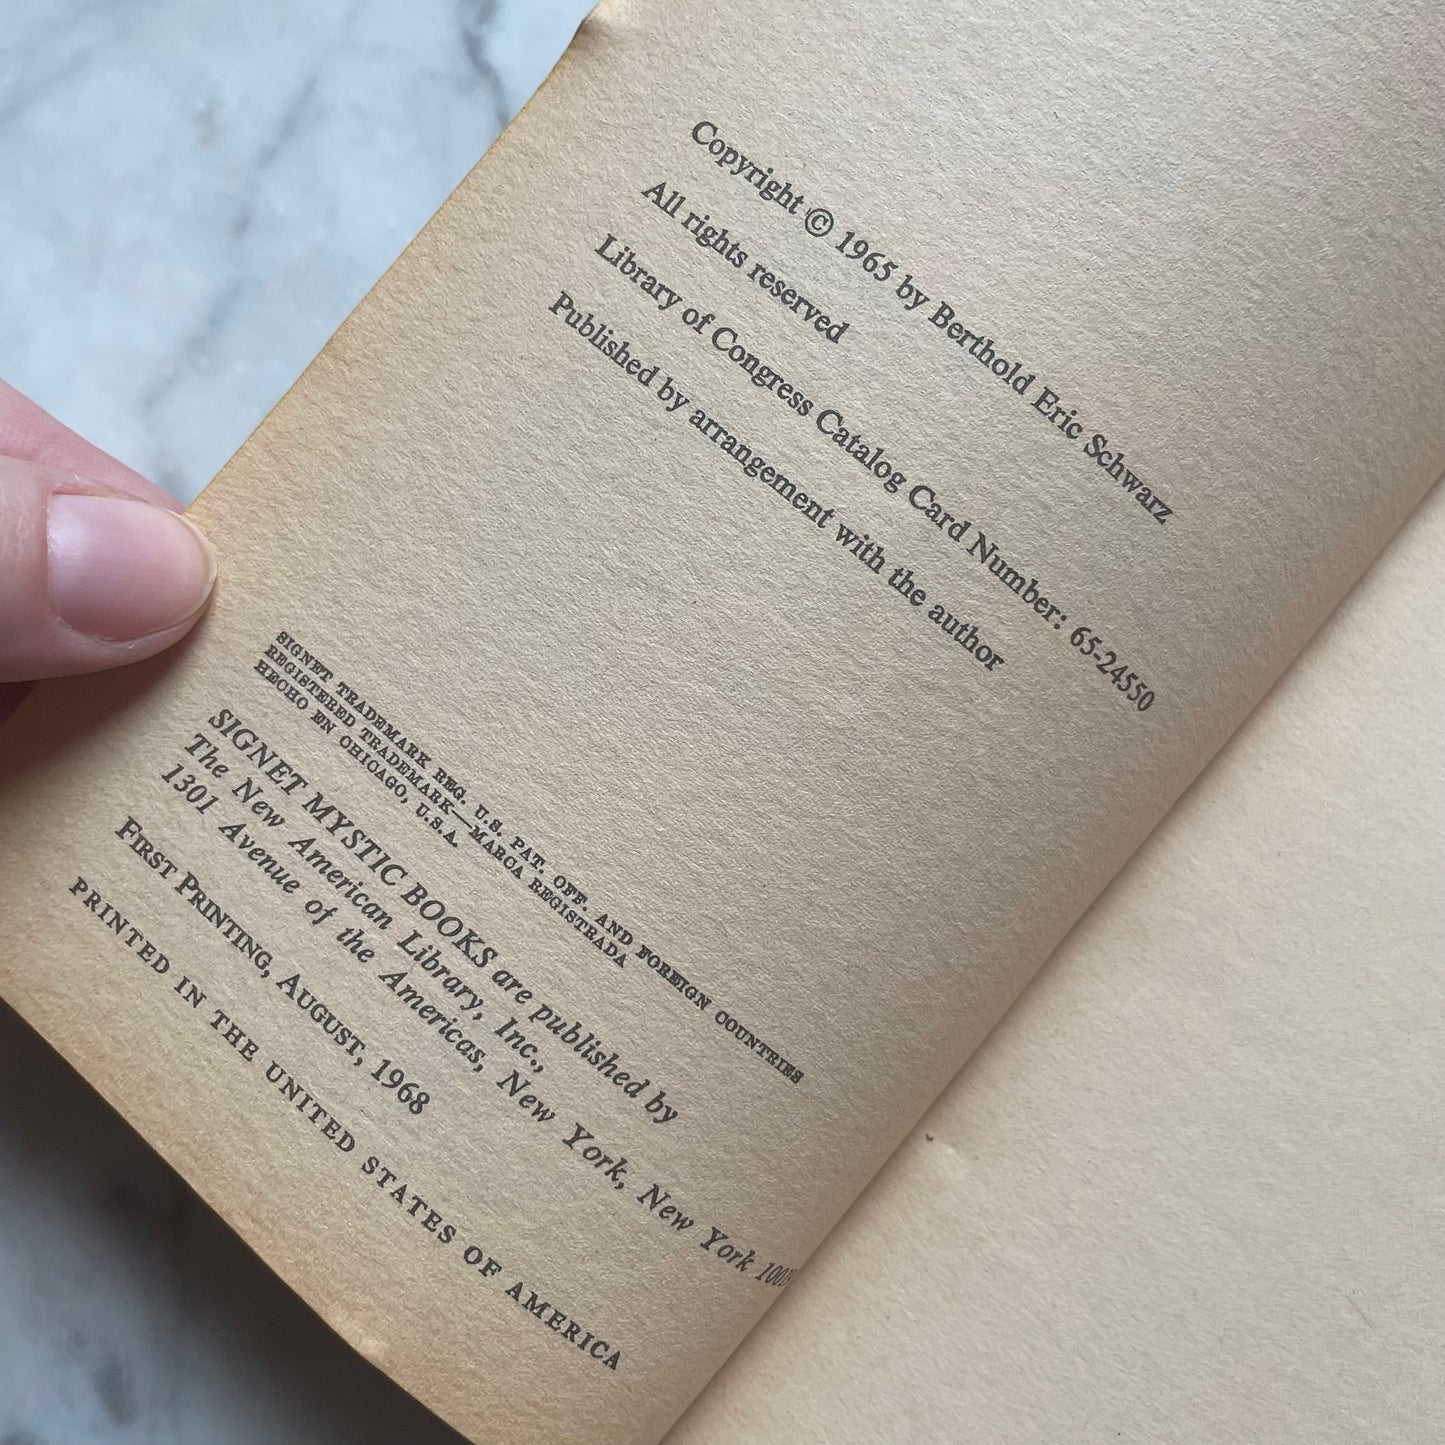 Copyright © 1965 by Berthold Eric Schwarz
All rights reserved
Library of Congress Catalog Card Number: 65-24550
Published by arrangement with the author
SIGNET TRADEMARK REG. U.S. PAT. OFF. AND FOREIGN COUNTRIES
REGISTERED TRADEMARK—MARCA REGISTRADA
HECHO EN CHICAGO, U.S.A.
SIGNET MYSTIC BOOKS are published by
The New American Library, Inc.,
1301 Avenue of the Americas, New York, New York
FIRST PRINTING, AUGUST, 1968
PRINTED IN THE UNITED STATES OF AMERICA